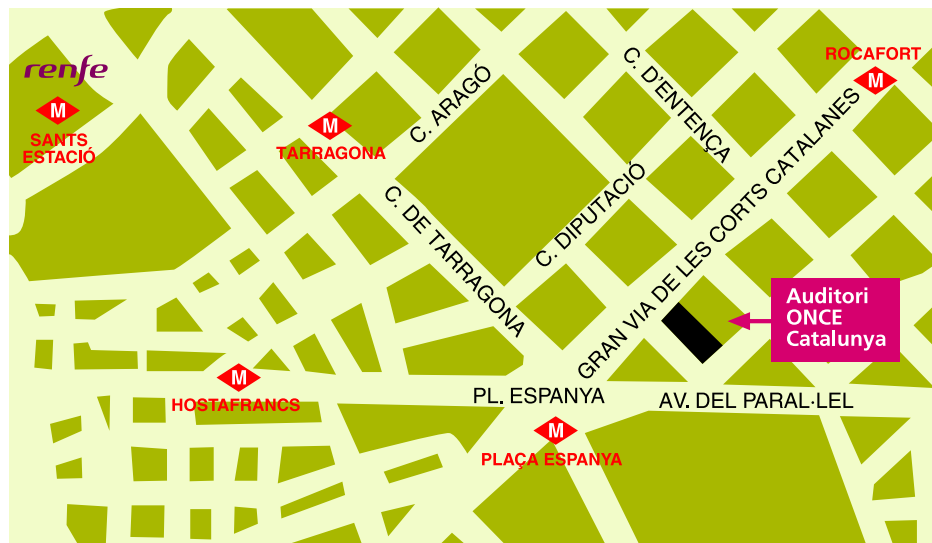 renfe
M
SANTS
ESTACIÓ
M
TARRAGONA
C. ARAGÓ
C. D'ENTENÇA
ROCAFORT
M
C. DE TARRAGONA
C. DIPUTACIÓ
GRAN VIA DE LES CORTS CATALANES
Auditori
ONCE
Catalunya
M
HOSTAFRANCS
PL. ESPANYA
AV. DEL PARAL·LEL
M
PLAÇA ESPANYA